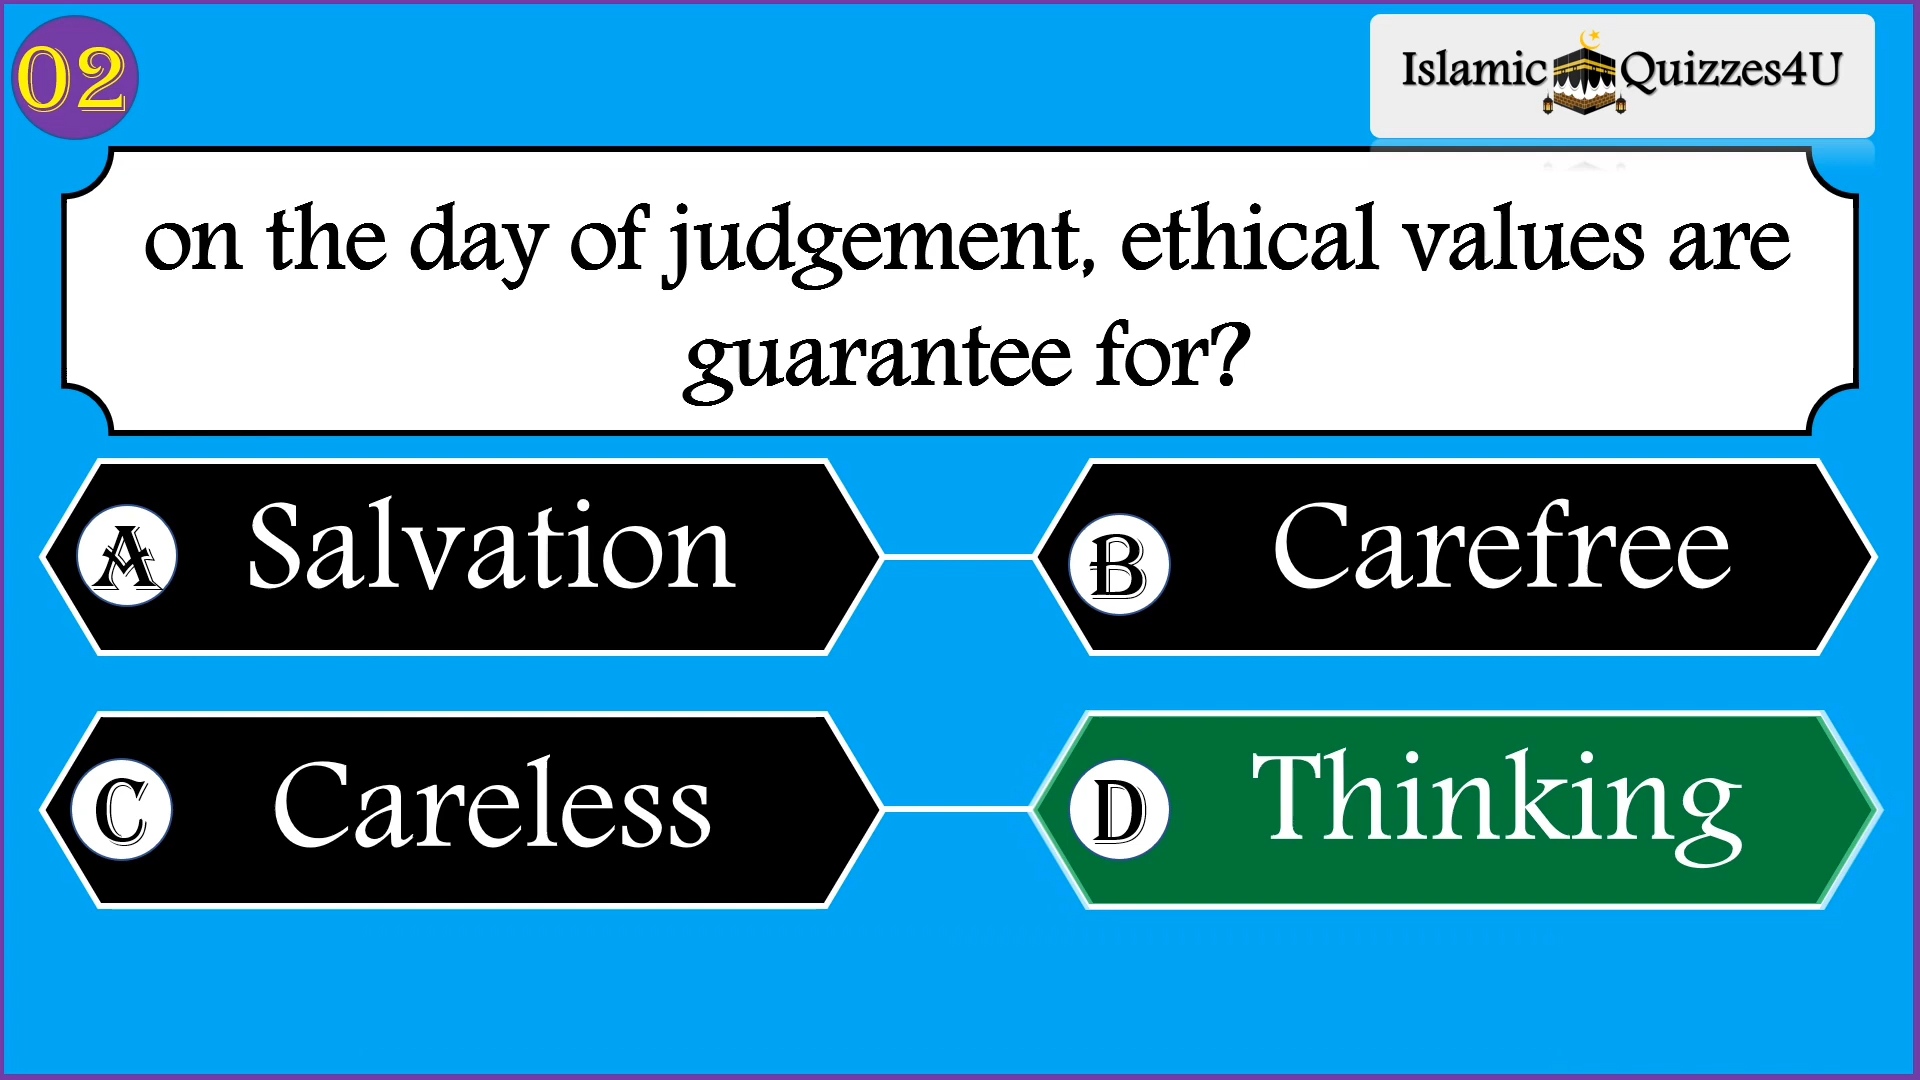 02
Islamic Quizzes4U
on the day of judgement, ethical values are
guarantee for?
A Salvation
B Carefree
C Careless
D Thinking